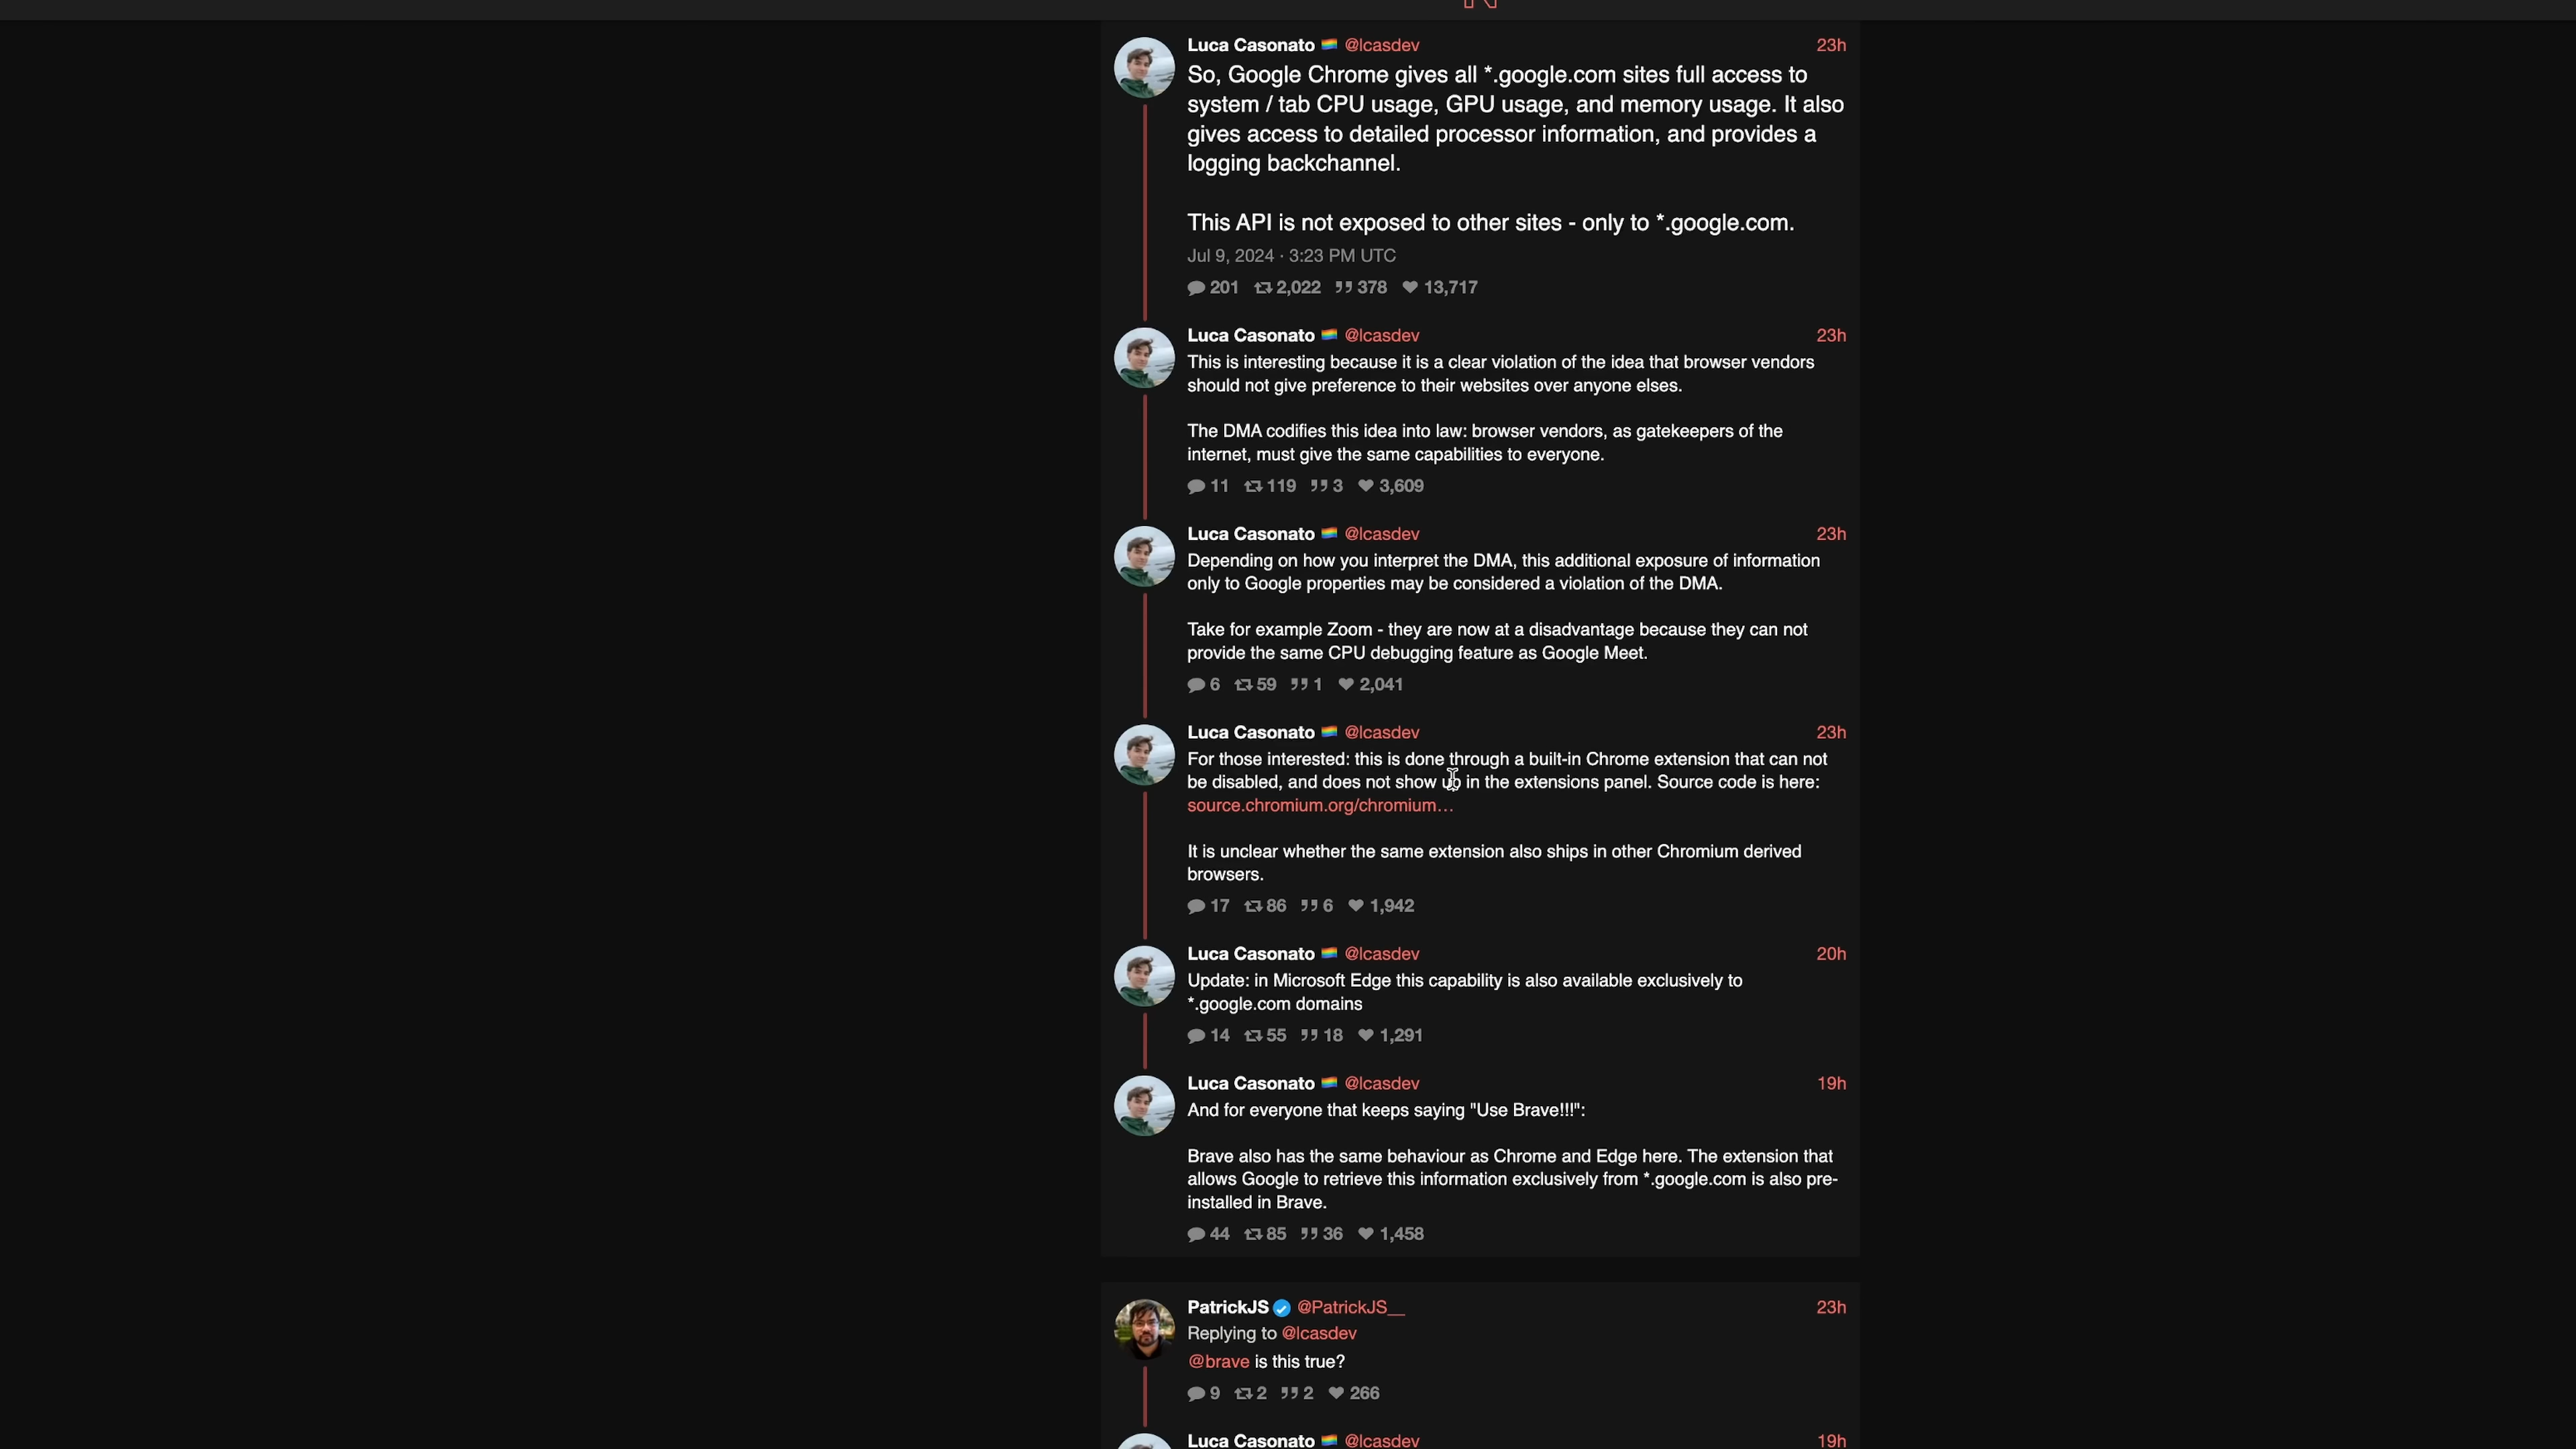 Luca Casonato 🏳️‍🌈 @lcasdev 23h
So, Google Chrome gives all *.google.com sites full access to
system / tab CPU usage, GPU usage, and memory usage. It also
gives access to detailed processor information, and provides a
logging backchannel.
This API is not exposed to other sites - only to *.google.com.
Jul 9, 2024 · 3:23 PM UTC
201 2,022 378 13,717
Luca Casonato 🏳️‍🌈 @lcasdev 23h
This is interesting because it is a clear violation of the idea that browser vendors
should not give preference to their websites over anyone elses.
The DMA codifies this idea into law: browser vendors, as gatekeepers of the
internet, must give the same capabilities to everyone.
11 119 3 3,609
Luca Casonato 🏳️‍🌈 @lcasdev 23h
Depending on how you interpret the DMA, this additional exposure of information
only to Google properties may be considered a violation of the DMA.
Take for example Zoom - they are now at a disadvantage because they can not
provide the same CPU debugging feature as Google Meet.
6 59 1 2,041
Luca Casonato 🏳️‍🌈 @lcasdev 23h
For those interested: this is done through a built-in Chrome extension that can not
be disabled, and does not show up in the extensions panel. Source code is here:
source.chromium.org/chromium…
It is unclear whether the same extension also ships in other Chromium derived
browsers.
17 86 6 1,942
Luca Casonato 🏳️‍🌈 @lcasdev 20h
Update: in Microsoft Edge this capability is also available exclusively to
*.google.com domains
14 55 18 1,291
Luca Casonato 🏳️‍🌈 @lcasdev 19h
And for everyone that keeps saying "Use Brave!!!":
Brave also has the same behaviour as Chrome and Edge here. The extension that
allows Google to retrieve this information exclusively from *.google.com is also pre-
installed in Brave.
44 85 36 1,458
PatrickJS @PatrickJS__ 23h
Replying to @lcasdev
@brave is this true?
9 2 2 266
Luca Casonato 🏳️‍🌈 @lcasdev 19h